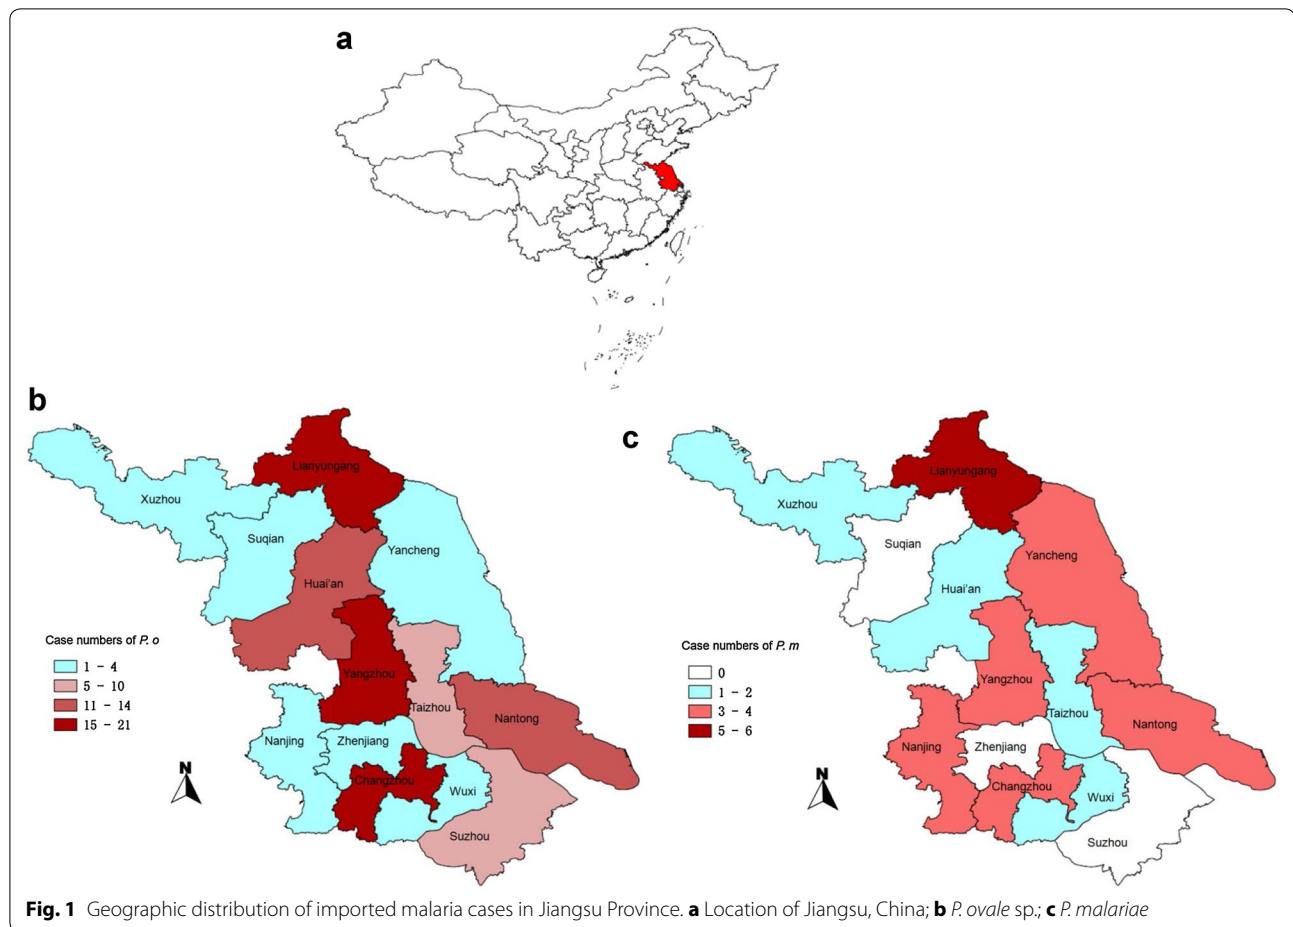 a
b
Lianyungang
Xuzhou
Suqian
Yancheng
Huai'an
Case numbers of P. o
1 - 4
5 - 10
11 - 14
15 - 21
Yangzhou
Taizhou
Nantong
Nanjing
Zhenjiang
Changzhou
Wuxi
Suzhou
N
c
Lianyungang
Xuzhou
Suqian
Yancheng
Huai'an
Case numbers of P. m
0
1 - 2
3 - 4
5 - 6
Yangzhou
Taizhou
Nantong
Nanjing
Zhenjiang
Changzhou
Wuxi
Suzhou
N
Fig. 1 Geographic distribution of imported malaria cases in Jiangsu Province. a Location of Jiangsu, China; b P. ovale sp.; c P. malariae